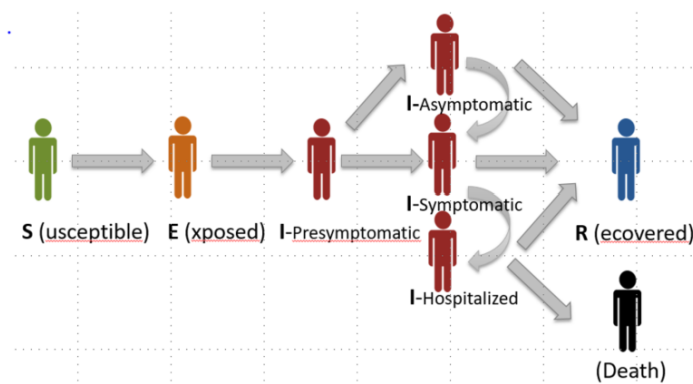 I-Asymptomatic
I-Symptomatic
S (usceptible)
E (xposed)
I-Presymptomatic
R (ecovered)
I-Hospitalized
(Death)